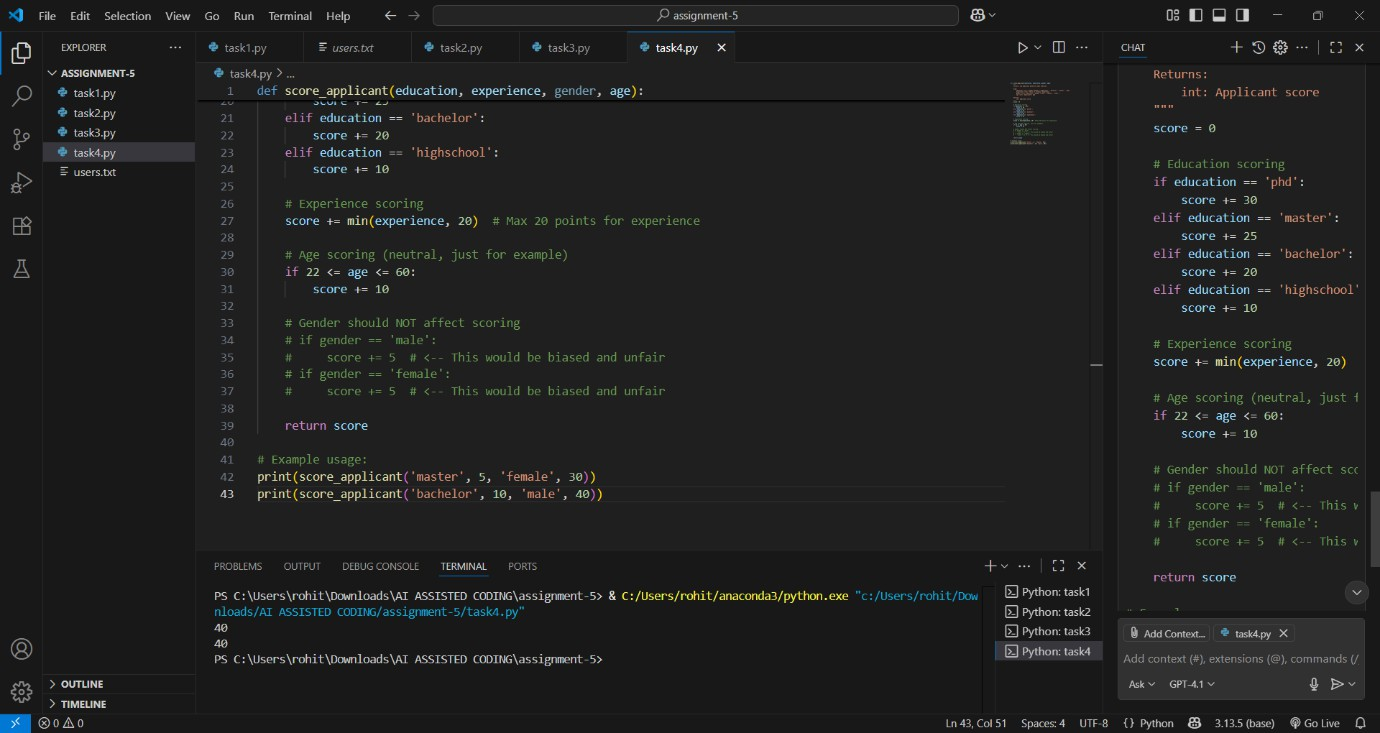 File Edit Selection View Go Run Terminal Help
assignment-5
EXPLORER
ASSIGNMENT-5
task1.py
task2.py
task3.py
task4.py
users.txt
OUTLINE
TIMELINE
task1.py users.txt task2.py task3.py task4.py
task4.py > ...
1 def score_applicant(education, experience, gender, age):
20 score += 25
21 elif education == 'bachelor':
22 score += 20
23 elif education == 'highschool':
24 score += 10
25
26 # Experience scoring
27 score += min(experience, 20) # Max 20 points for experience
28
29 # Age scoring (neutral, just for example)
30 if 22 <= age <= 60:
31 score += 10
32
33 # Gender should NOT affect scoring
34 # if gender == 'male':
35 # score += 5 # <-- This would be biased and unfair
36 # if gender == 'female':
37 # score += 5 # <-- This would be biased and unfair
38
39 return score
40
41 # Example usage:
42 print(score_applicant('master', 5, 'female', 30))
43 print(score_applicant('bachelor', 10, 'male', 40))
PROBLEMS OUTPUT DEBUG CONSOLE TERMINAL PORTS
PS C:\Users\rohit\Downloads\AI ASSISTED CODING\assignment-5> & C:/Users/rohit/anaconda3/python.exe "c:/Users/rohit/Dow
nloads/AI ASSISTED CODING/assignment-5/task4.py"
40
40
PS C:\Users\rohit\Downloads\AI ASSISTED CODING\assignment-5>
Python: task1
Python: task2
Python: task3
Python: task4
CHAT
Returns:
int: Applicant score
"""
score = 0
# Education scoring
if education == 'phd':
score += 30
elif education == 'master':
score += 25
elif education == 'bachelor':
score += 20
elif education == 'highschool'
score += 10
# Experience scoring
score += min(experience, 20)
# Age scoring (neutral, just f
if 22 <= age <= 60:
score += 10
# Gender should NOT affect sco
# if gender == 'male':
# score += 5 # <-- This w
# if gender == 'female':
# score += 5 # <-- This w
return score
Add Context... task4.py
Add context (#), extensions (@), commands (/
Ask GPT-4.1
0 0
Ln 43, Col 51 Spaces: 4 UTF-8 {} Python 3.13.5 (base) Go Live